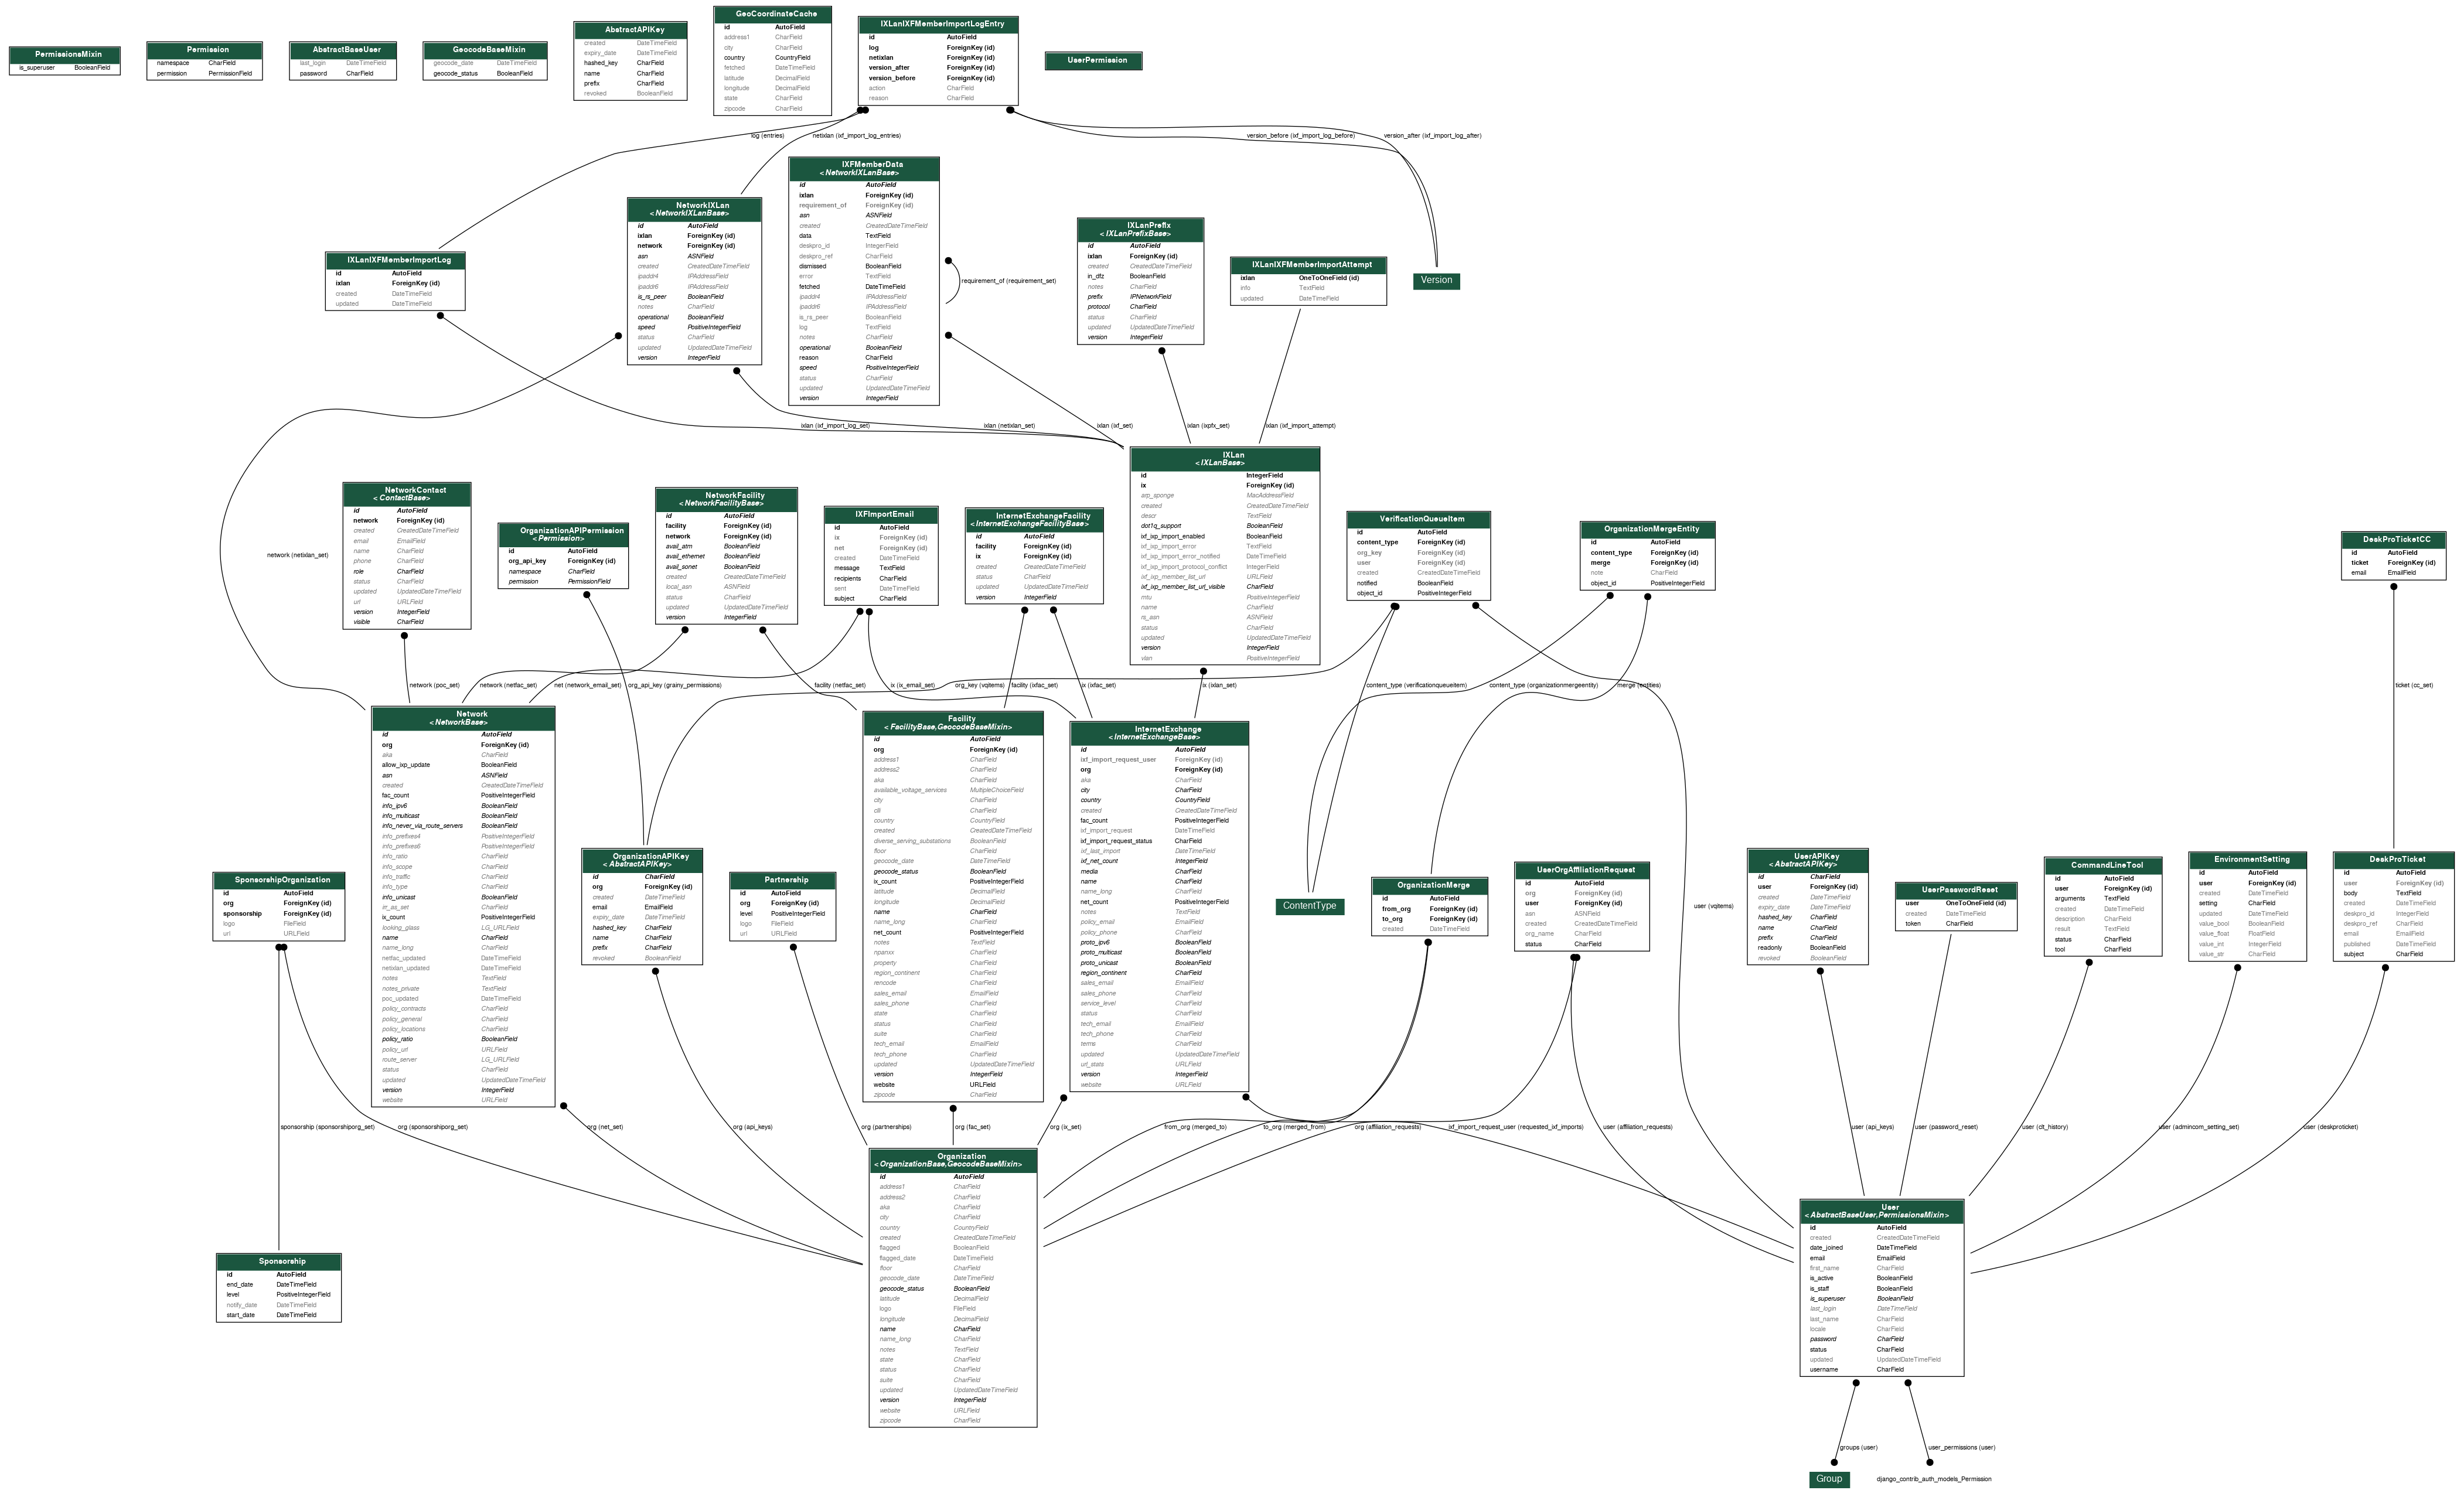 PermissionsMixin
is_superuser BooleanField
Permission
namespace CharField
permission PermissionField
AbstractBaseUser
last_login DateTimeField
password CharField
GeocodeBaseMixin
geocode_date DateTimeField
geocode_status BooleanField
AbstractAPIKey
created DateTimeField
expiry_date DateTimeField
hashed_key CharField
name CharField
prefix CharField
revoked BooleanField
GeoCoordinateCache
id AutoField
address1 CharField
city CharField
country CountryField
fetched DateTimeField
latitude DecimalField
longitude DecimalField
state CharField
zipcode CharField
IXLanIXFMemberImportLogEntry
id AutoField
log ForeignKey (id)
netixlan ForeignKey (id)
version_after ForeignKey (id)
version_before ForeignKey (id)
action CharField
reason CharField
UserPermission
log (entries)
netixlan (ixf_import_log_entries)
version_before (ixf_import_log_before)
version_after (ixf_import_log_after)
IXFMemberData
<NetworkIXLanBase>
id AutoField
ixlan ForeignKey (id)
requirement_of ForeignKey (id)
asn ASNField
created CreatedDateTimeField
data TextField
deskpro_id IntegerField
deskpro_ref CharField
dismissed BooleanField
error TextField
fetched DateTimeField
ipaddr4 IPAddressField
ipaddr6 IPAddressField
is_rs_peer BooleanField
log TextField
notes CharField
operational BooleanField
reason CharField
speed PositiveIntegerField
status CharField
updated UpdatedDateTimeField
version IntegerField
requirement_of (requirement_set)
NetworkIXLan
<NetworkIXLanBase>
id AutoField
ixlan ForeignKey (id)
network ForeignKey (id)
asn ASNField
created CreatedDateTimeField
ipaddr4 IPAddressField
ipaddr6 IPAddressField
is_rs_peer BooleanField
notes CharField
operational BooleanField
speed PositiveIntegerField
status CharField
updated UpdatedDateTimeField
version IntegerField
IXLanPrefix
<IXLanPrefixBase>
id AutoField
ixlan ForeignKey (id)
created CreatedDateTimeField
in_dfz BooleanField
notes CharField
prefix IPNetworkField
protocol CharField
status CharField
updated UpdatedDateTimeField
version IntegerField
IXLanIXFMemberImportLog
id AutoField
ixlan ForeignKey (id)
created DateTimeField
updated DateTimeField
IXLanIXFMemberImportAttempt
ixlan OneToOneField (id)
info TextField
updated DateTimeField
Version
ixlan (ixf_import_log_set)
ixlan (netixlan_set)
ixlan (ixf_set)
ixlan (ixpfx_set)
ixlan (ixf_import_attempt)
IXLan
<IXLanBase>
id IntegerField
ix ForeignKey (id)
arp_sponge MacAddressField
created CreatedDateTimeField
descr TextField
dot1q_support BooleanField
ixf_ixp_import_enabled BooleanField
ixf_ixp_import_error TextField
ixf_ixp_import_error_notified DateTimeField
ixf_ixp_import_protocol_conflict IntegerField
ixf_ixp_member_list_url URLField
ixf_ixp_member_list_url_visible CharField
mtu PositiveIntegerField
name CharField
rs_asn ASNField
status CharField
updated UpdatedDateTimeField
version IntegerField
vlan PositiveIntegerField
network (netixlan_set)
NetworkContact
<ContactBase>
id AutoField
network ForeignKey (id)
created CreatedDateTimeField
email EmailField
name CharField
phone CharField
role CharField
status CharField
updated UpdatedDateTimeField
url URLField
version IntegerField
visible CharField
OrganizationAPIPermission
<Permission>
id AutoField
org_api_key ForeignKey (id)
namespace CharField
permission PermissionField
NetworkFacility
<NetworkFacilityBase>
id AutoField
facility ForeignKey (id)
network ForeignKey (id)
avail_atm BooleanField
avail_ethernet BooleanField
avail_sonet BooleanField
created CreatedDateTimeField
local_asn ASNField
status CharField
updated UpdatedDateTimeField
version IntegerField
IXFImportEmail
id AutoField
ix ForeignKey (id)
net ForeignKey (id)
created DateTimeField
message TextField
recipients CharField
sent DateTimeField
subject CharField
InternetExchangeFacility
<InternetExchangeFacilityBase>
id AutoField
facility ForeignKey (id)
ix ForeignKey (id)
created CreatedDateTimeField
status CharField
updated UpdatedDateTimeField
version IntegerField
VerificationQueueItem
id AutoField
content_type ForeignKey (id)
org_key ForeignKey (id)
user ForeignKey (id)
created CreatedDateTimeField
notified BooleanField
object_id PositiveIntegerField
OrganizationMergeEntity
id AutoField
content_type ForeignKey (id)
merge ForeignKey (id)
note CharField
object_id PositiveIntegerField
DeskProTicketCC
id AutoField
ticket ForeignKey (id)
email EmailField
network (poc_set)
network (netfac_set)
net (network_email_set)
org_api_key (grainy_permissions)
facility (netfac_set)
ix (ix_email_set)
org_key (vqitems)
facility (ixfac_set)
ix (ixfac_set)
ix (ixlan_set)
content_type (verificationqueueitem)
content_type (organizationmergeentity)
merge (entities)
ticket (cc_set)
Network
<NetworkBase>
id AutoField
org ForeignKey (id)
aka CharField
allow_ixp_update BooleanField
asn ASNField
created CreatedDateTimeField
fac_count PositiveIntegerField
info_ipv6 BooleanField
info_multicast BooleanField
info_never_via_route_servers BooleanField
info_prefixes4 PositiveIntegerField
info_prefixes6 PositiveIntegerField
info_ratio CharField
info_scope CharField
info_traffic CharField
info_type CharField
info_unicast BooleanField
irr_as_set CharField
ix_count PositiveIntegerField
looking_glass LG_URLField
name CharField
name_long CharField
netfac_updated DateTimeField
netixlan_updated DateTimeField
notes TextField
notes_private TextField
poc_updated DateTimeField
policy_contracts CharField
policy_general CharField
policy_locations CharField
policy_ratio BooleanField
policy_url URLField
route_server LG_URLField
status CharField
updated UpdatedDateTimeField
version IntegerField
website URLField
Facility
<FacilityBase,GeocodeBaseMixin>
id AutoField
org ForeignKey (id)
address1 CharField
address2 CharField
aka CharField
available_voltage_services MultipleChoiceField
city CharField
clli CharField
country CountryField
created CreatedDateTimeField
diverse_serving_substations BooleanField
floor CharField
geocode_date DateTimeField
geocode_status BooleanField
ix_count PositiveIntegerField
latitude DecimalField
longitude DecimalField
name CharField
name_long CharField
net_count PositiveIntegerField
notes TextField
npanxx CharField
property CharField
region_continent CharField
rencode CharField
sales_email EmailField
sales_phone CharField
state CharField
status CharField
suite CharField
tech_email EmailField
tech_phone CharField
updated UpdatedDateTimeField
version IntegerField
website URLField
zipcode CharField
InternetExchange
<InternetExchangeBase>
id AutoField
ixf_import_request_user ForeignKey (id)
org ForeignKey (id)
aka CharField
city CharField
country CountryField
created CreatedDateTimeField
fac_count PositiveIntegerField
ixf_import_request DateTimeField
ixf_import_request_status CharField
ixf_last_import DateTimeField
ixf_net_count IntegerField
media CharField
name CharField
name_long CharField
net_count PositiveIntegerField
notes TextField
policy_email EmailField
policy_phone CharField
proto_ipv6 BooleanField
proto_multicast BooleanField
proto_unicast BooleanField
region_continent CharField
sales_email EmailField
sales_phone CharField
service_level CharField
status CharField
tech_email EmailField
tech_phone CharField
terms CharField
updated UpdatedDateTimeField
url_stats URLField
version IntegerField
website URLField
SponsorshipOrganization
id AutoField
org ForeignKey (id)
sponsorship ForeignKey (id)
logo FileField
url URLField
OrganizationAPIKey
<AbstractAPIKey>
id CharField
org ForeignKey (id)
created DateTimeField
email EmailField
expiry_date DateTimeField
hashed_key CharField
name CharField
prefix CharField
revoked BooleanField
Partnership
id AutoField
org ForeignKey (id)
level PositiveIntegerField
logo FileField
url URLField
ContentType
OrganizationMerge
id AutoField
from_org ForeignKey (id)
to_org ForeignKey (id)
created DateTimeField
UserOrgAffiliationRequest
id AutoField
org ForeignKey (id)
user ForeignKey (id)
asn ASNField
created CreatedDateTimeField
org_name CharField
status CharField
user (vqitems)
UserAPIKey
<AbstractAPIKey>
id CharField
user ForeignKey (id)
created DateTimeField
expiry_date DateTimeField
hashed_key CharField
name CharField
prefix CharField
readonly BooleanField
revoked BooleanField
UserPasswordReset
user OneToOneField (id)
created DateTimeField
token CharField
CommandLineTool
id AutoField
user ForeignKey (id)
arguments TextField
created DateTimeField
description CharField
result TextField
status CharField
tool CharField
EnvironmentSetting
id AutoField
user ForeignKey (id)
created DateTimeField
setting CharField
updated DateTimeField
value_bool BooleanField
value_float FloatField
value_int IntegerField
value_str CharField
DeskProTicket
id AutoField
user ForeignKey (id)
body TextField
created DateTimeField
deskpro_id IntegerField
deskpro_ref CharField
email EmailField
published DateTimeField
subject CharField
sponsorship (sponsorshiporg_set)
org (sponsorshiporg_set)
org (net_set)
org (api_keys)
org (partnerships)
org (fac_set)
org (ix_set)
from_org (merged_to)
to_org (merged_from)
org (affiliation_requests)
ixf_import_request_user (requested_ixf_imports)
user (affiliation_requests)
user (api_keys)
user (password_reset)
user (clt_history)
user (admincom_setting_set)
user (deskproticket)
Organization
<OrganizationBase,GeocodeBaseMixin>
id AutoField
address1 CharField
address2 CharField
aka CharField
city CharField
country CountryField
created CreatedDateTimeField
flagged BooleanField
flagged_date DateTimeField
floor CharField
geocode_date DateTimeField
geocode_status BooleanField
latitude DecimalField
logo FileField
longitude DecimalField
name CharField
name_long CharField
notes TextField
state CharField
status CharField
suite CharField
updated UpdatedDateTimeField
version IntegerField
website URLField
zipcode CharField
Sponsorship
id AutoField
end_date DateTimeField
level PositiveIntegerField
notify_date DateTimeField
start_date DateTimeField
User
<AbstractBaseUser,PermissionsMixin>
id AutoField
created CreatedDateTimeField
date_joined DateTimeField
email EmailField
first_name CharField
is_active BooleanField
is_staff BooleanField
is_superuser BooleanField
last_login DateTimeField
last_name CharField
locale CharField
password CharField
status CharField
updated UpdatedDateTimeField
username CharField
groups (user)
user_permissions (user)
Group
django_contrib_auth_models_Permission